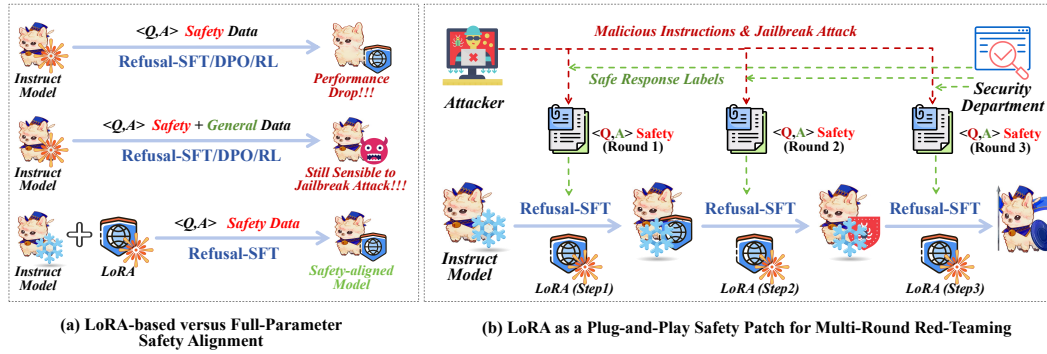 <Q,A> Safety Data
Refusal-SFT/DPO/RL
Instruct
Model
Performance
Drop!!!
<Q,A> Safety + General Data
Refusal-SFT/DPO/RL
Instruct
Model
Still Sensible to
Jailbreak Attack!!!
<Q,A> Safety Data
Refusal-SFT
Instruct
Model
LoRA
Safety-aligned
Model
(a) LoRA-based versus Full-Parameter
Safety Alignment
Malicious Instructions & Jailbreak Attack
Safe Response Labels
Attacker
Security
Department
<Q,A> Safety
(Round 1)
<Q,A> Safety
(Round 2)
<Q,A> Safety
(Round 3)
Refusal-SFT
Refusal-SFT
Refusal-SFT
Instruct
Model
LoRA (Step1)
LoRA (Step2)
LoRA (Step3)
(b) LoRA as a Plug-and-Play Safety Patch for Multi-Round Red-Teaming